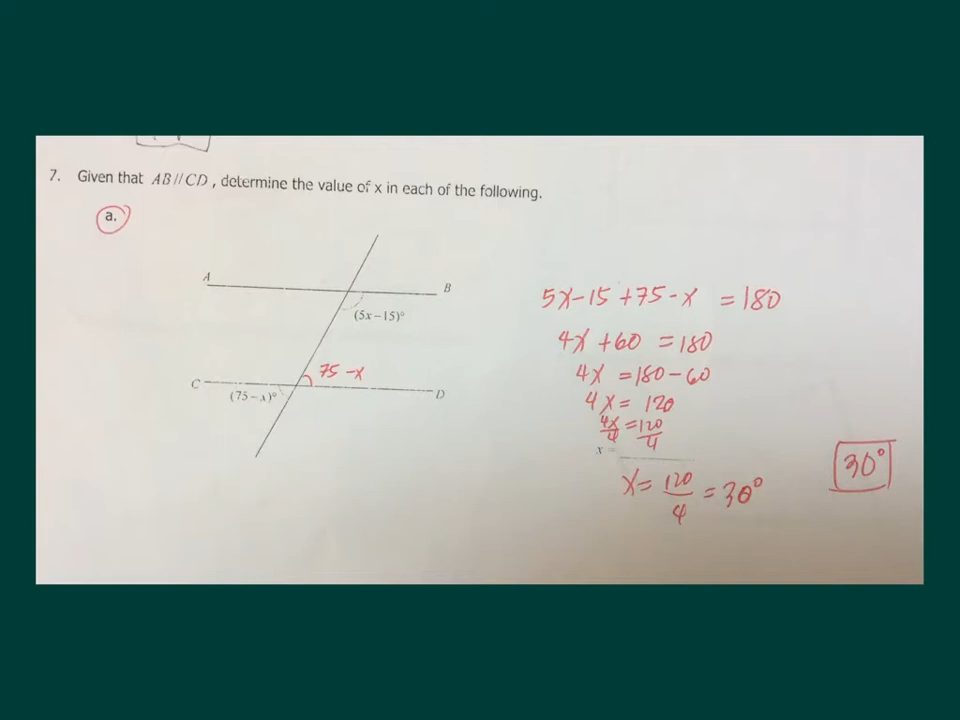 7. Given that AB//CD, determine the value of x in each of the following.
a.
A
B
(5x−15)°
C
75 -x
D
(75−x)°
5x-15 +75-x = 180
4x +60 = 180
4x = 180-60
4x = 120
4x/4 = 120/4
x =
x = 120/4 = 30°
30°